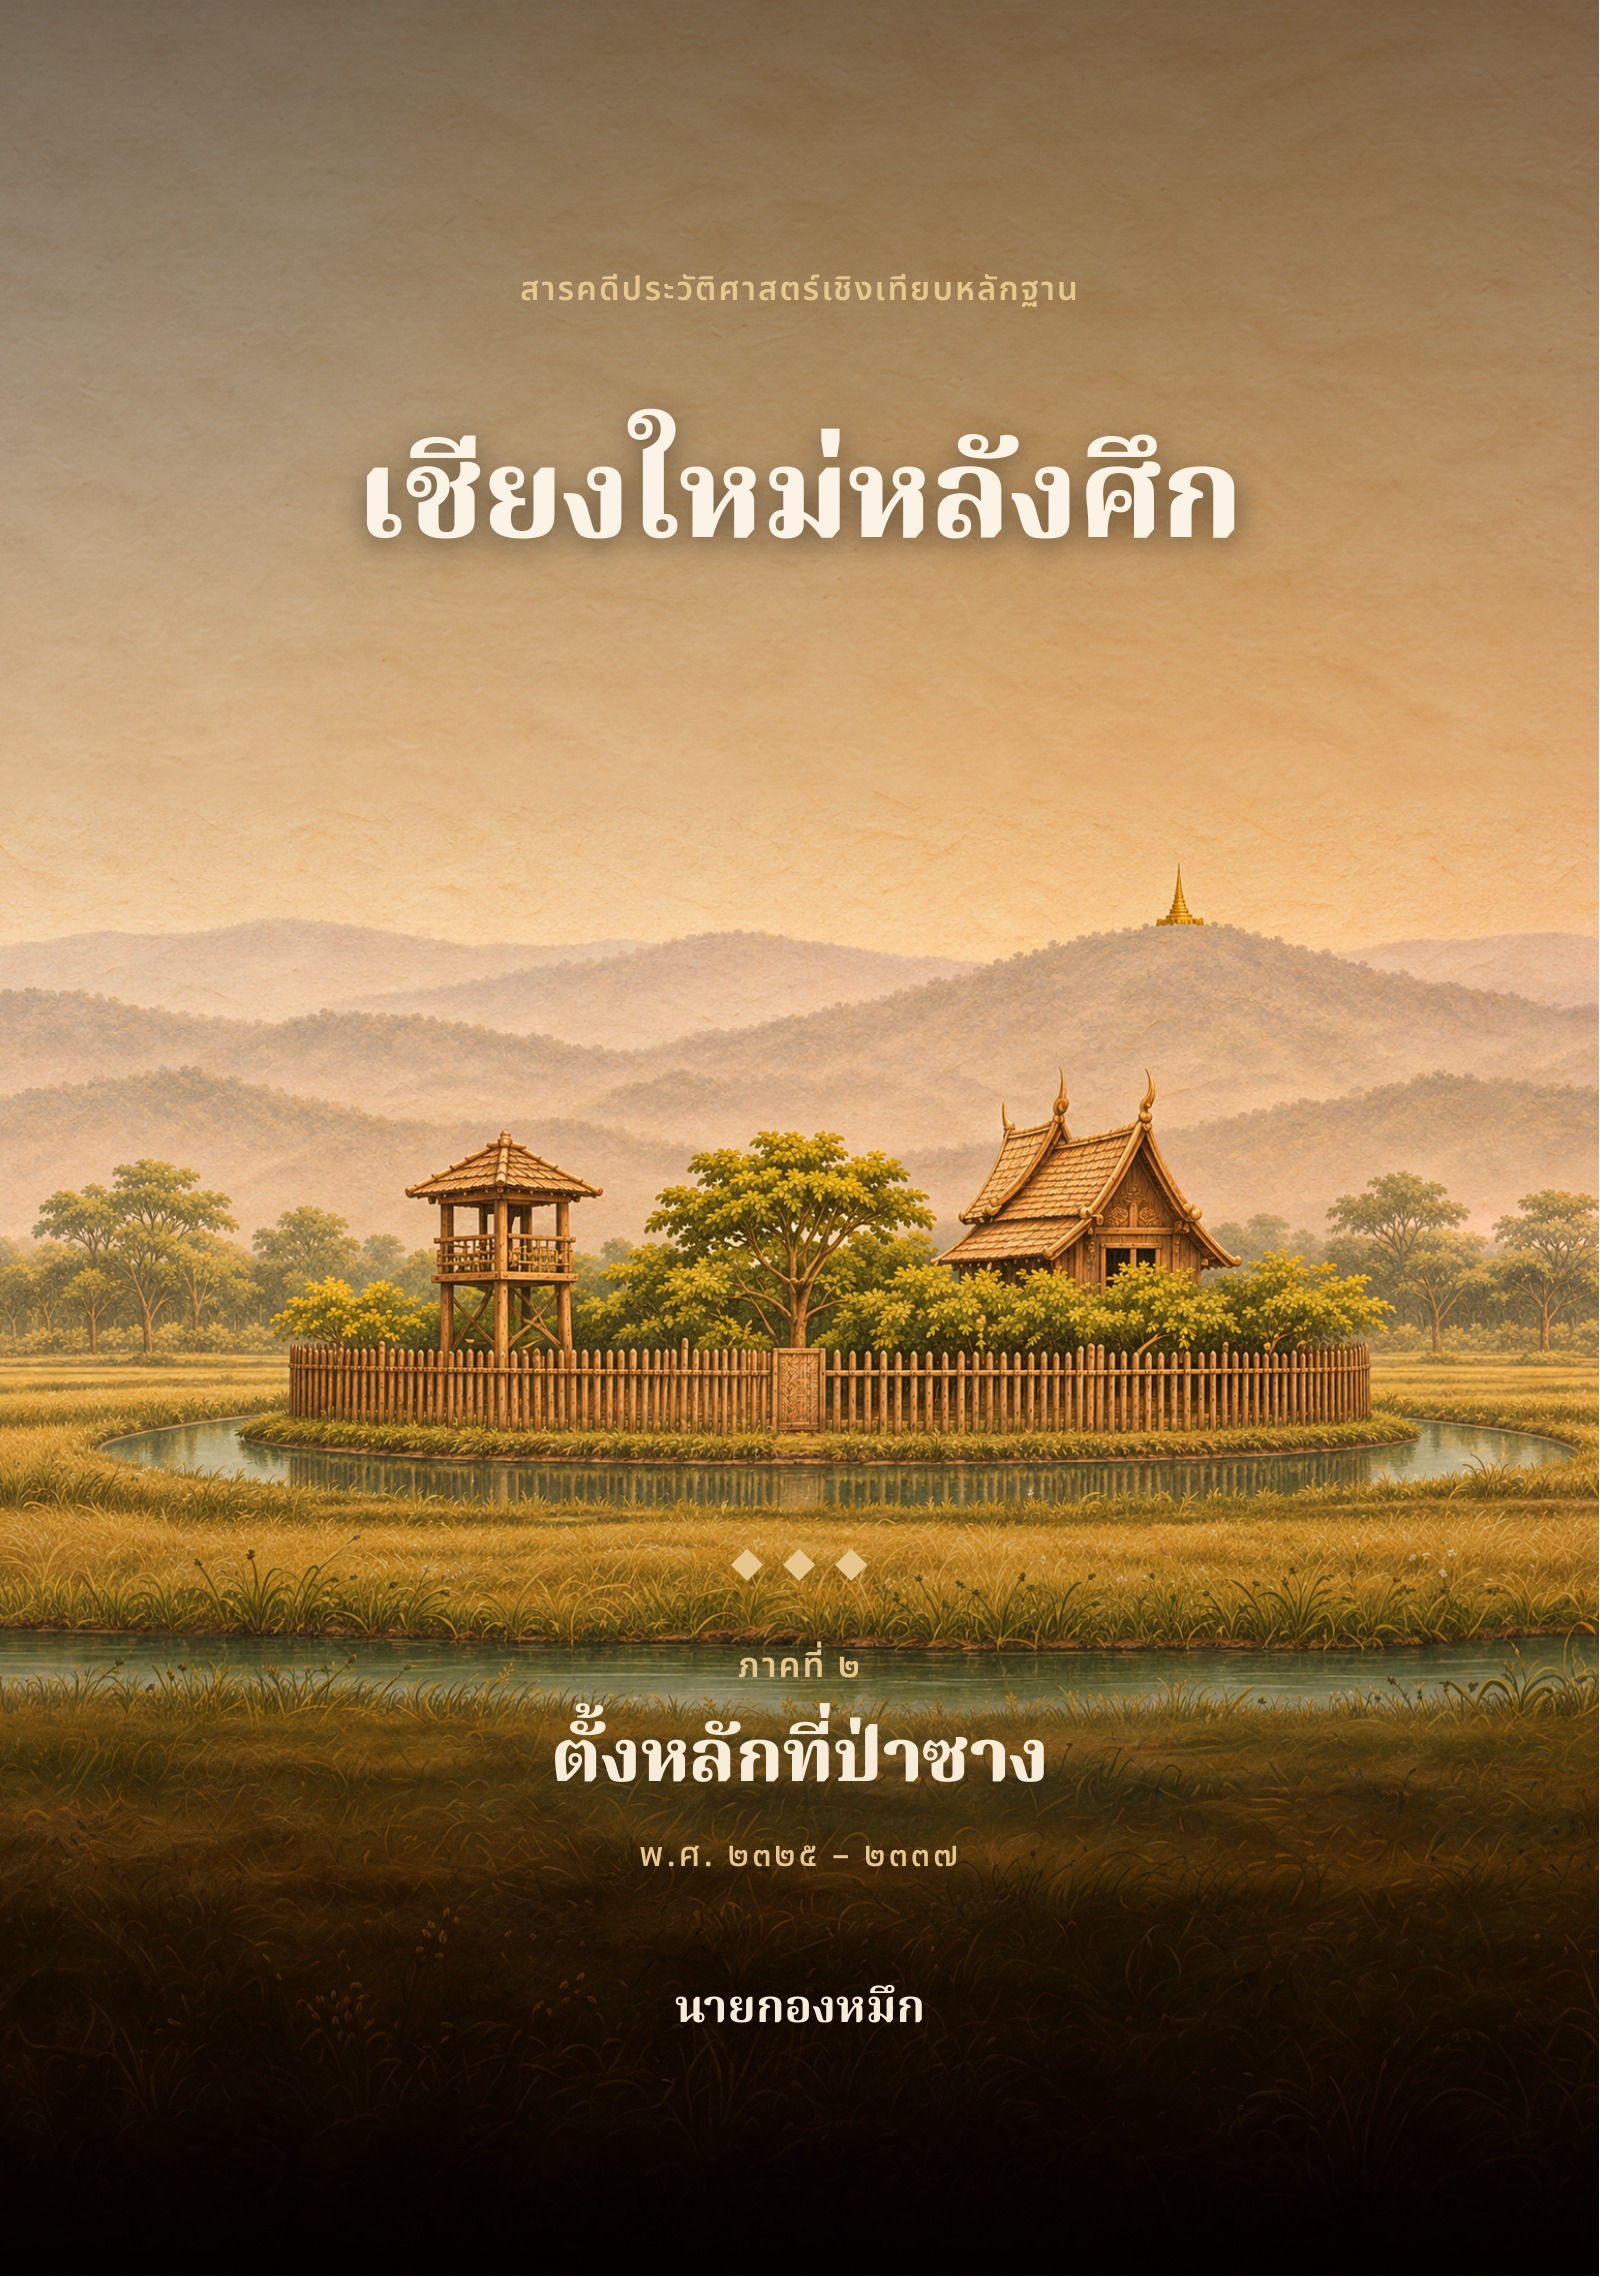 สารคดีประวัติศาสตร์เชิงเทียบหลักฐาน
เชียงใหม่หลังศึก
ภาคที่ ๒
ตั้งหลักที่ป่าซาง
พ.ศ. ๒๓๒๕ – ๒๓๓๗
นายกองหมึก